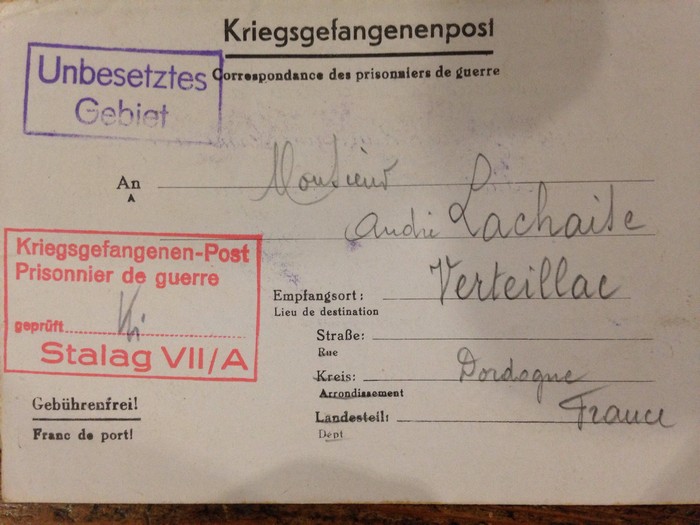 Kriegsgefangenenpost
Correspondance des prisonniers de guerre
Unbesetztes
Gebiet
An Monsieur
André Lachaise
Kriegsgefangenen-Post
Prisonnier de guerre
geprüft
Stalag VII/A
Empfangsort: Verteillac
Lieu de destination
Straße:
Rue
Kreis: Dordogne
Arrondissement
Landesteil: France
Dépt.
Gebührenfrei!
Franc de port!